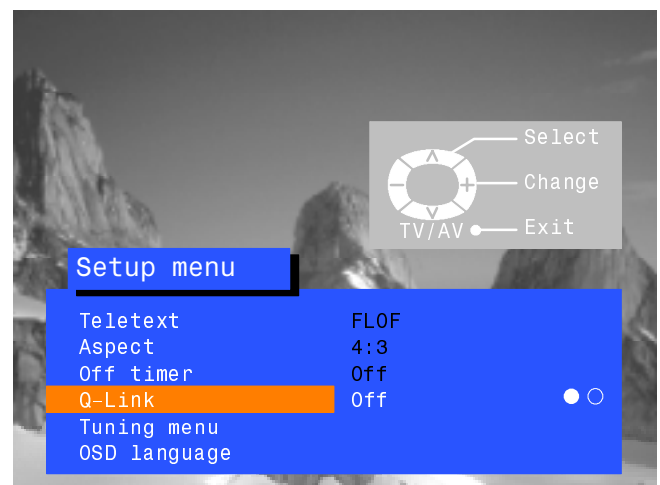 Select
Change
TV/AV Exit
Setup menu
Teletext FLOF
Aspect 4:3
Off timer Off
Q-Link Off
Tuning menu
OSD language